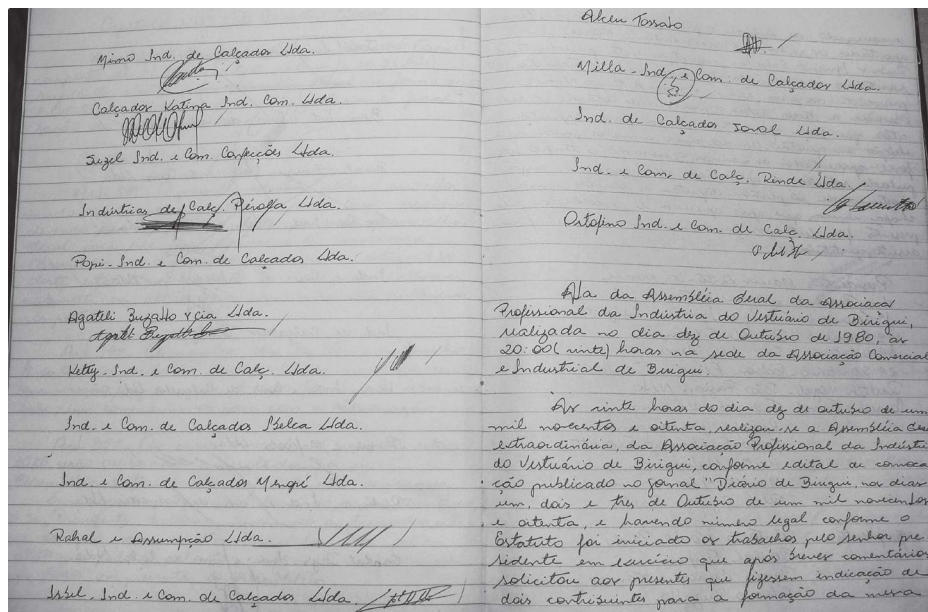 Mimo Ind. de Calçados Ltda.
Calçados Katina Ind. Com. Ltda.
Suzel Ind. e Com. Confecções Ltda.
Indústrias de Calç. Pérola Ltda.
Popi - Ind. e Com. de Calçados Ltda.
Agatili Buzatto & Cia Ltda.
Ketty - Ind. e Com. de Calç. Ltda.
Ind. e Com. de Calçados Ltda.
Ind. e Com. de Calçados Ltda.
Rahal e Assumpção Ltda.
Ind. e Com. de Calçados Ltda.
Alceu
Milla - Ind. e Com. de Calçados Ltda.
Ind. de Calçados Ltda.
Ind. e Com. de Calç. Rinde Ltda.
Ortofino Ind. e Com. de Calç. Ltda.
Ata da Assembléia Geral da Associaçã
Profissional da Indústria do Vestuário de Birigui,
realizada no dia dez de Outubro de 1980, as
20:00 (vinte) horas na sede da Associação Comercial
e Industrial de Birigui.
As vinte horas do dia dez de outubro de um
mil novecentos e oitenta, realizou-se a Assembléia
extraordinária, da Associação Profissional da Indústri
do Vestuário de Birigui, conforme edital de convoca
ção publicado no jornal "Diário de Birigui, nos dias
um, dois e tres de Outubro de um mil novecentos
e oitenta, e havendo número legal conforme o
Estatuto foi iniciado os trabalhos pelo senhor pre
sidente em exercício que após breves comentários
solicitou aos presentes que fizessem indicação de
dois contribuintes para a formação da mesa